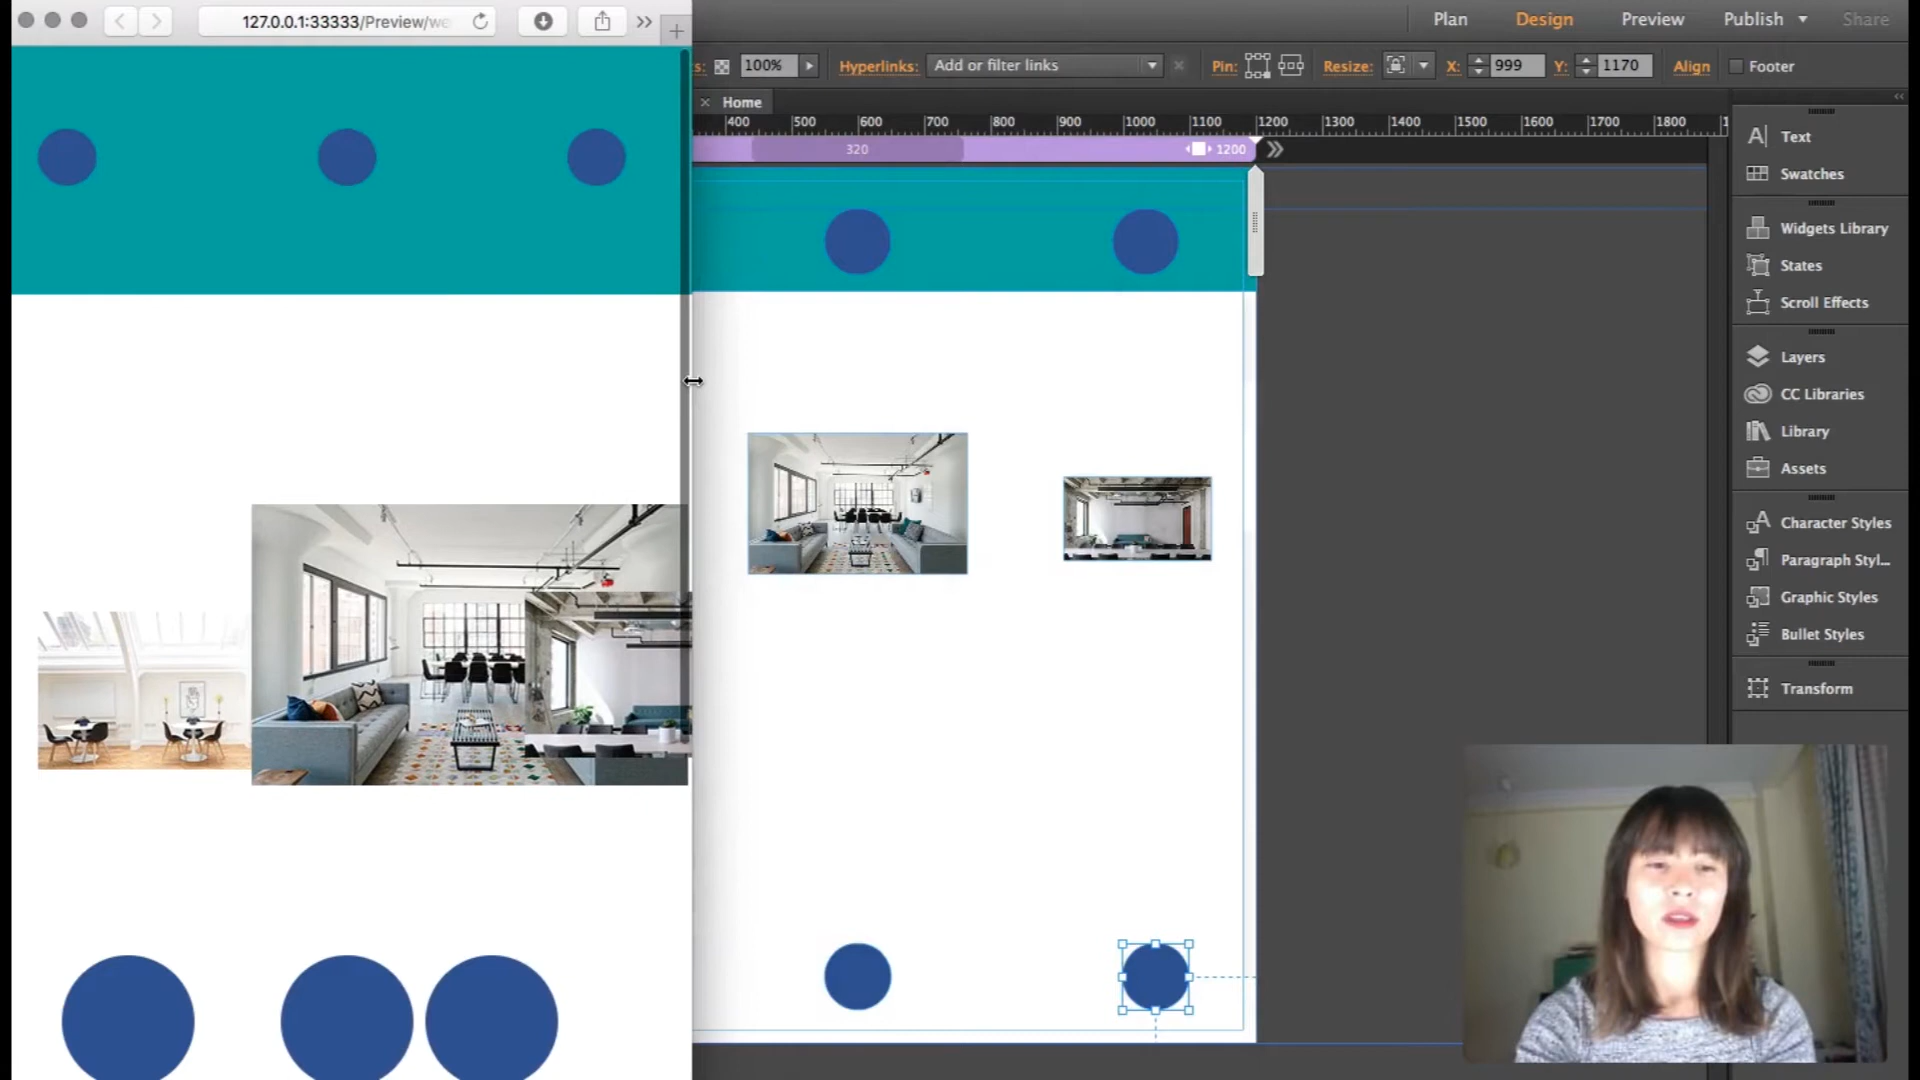 127.0.0.1:33333/Preview/we
Plan
Design
Preview
Publish
Share
s:
100%
Hyperlinks:
Add or filter links
Pin:
Resize:
X:
999
Y:
1170
Align
Footer
Home
400
500
600
700
800
900
1000
1100
1200
1300
1400
1500
1600
1700
1800
1
320
1200
Text
Swatches
Widgets Library
States
Scroll Effects
Layers
CC Libraries
Library
Assets
Character Styles
Paragraph Styl...
Graphic Styles
Bullet Styles
Transform